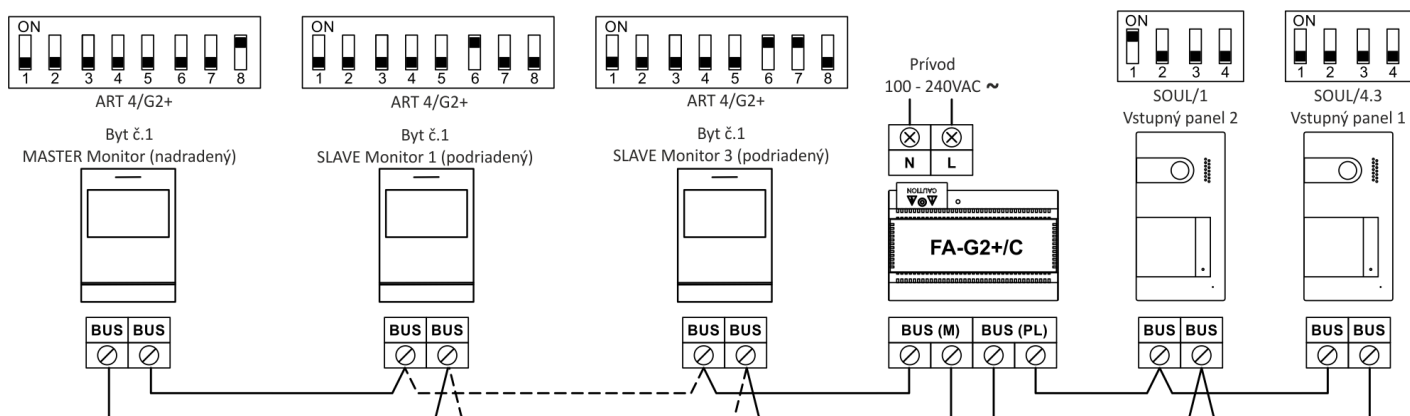 ON
1 2 3 4 5 6 7 8
ART 4/G2+
Byt č.1
MASTER Monitor (nadradený)
BUS BUS
ON
1 2 3 4 5 6 7 8
ART 4/G2+
Byt č.1
SLAVE Monitor 1 (podriadený)
BUS BUS
ON
1 2 3 4 5 6 7 8
ART 4/G2+
Byt č.1
SLAVE Monitor 3 (podriadený)
BUS BUS
Prívod
100 - 240VAC ~
N L
CAUTION
FA-G2+/C
BUS (M) BUS (PL)
ON
1 2 3 4
SOUL/1
Vstupný panel 2
BUS BUS
ON
1 2 3 4
SOUL/4.3
Vstupný panel 1
BUS BUS